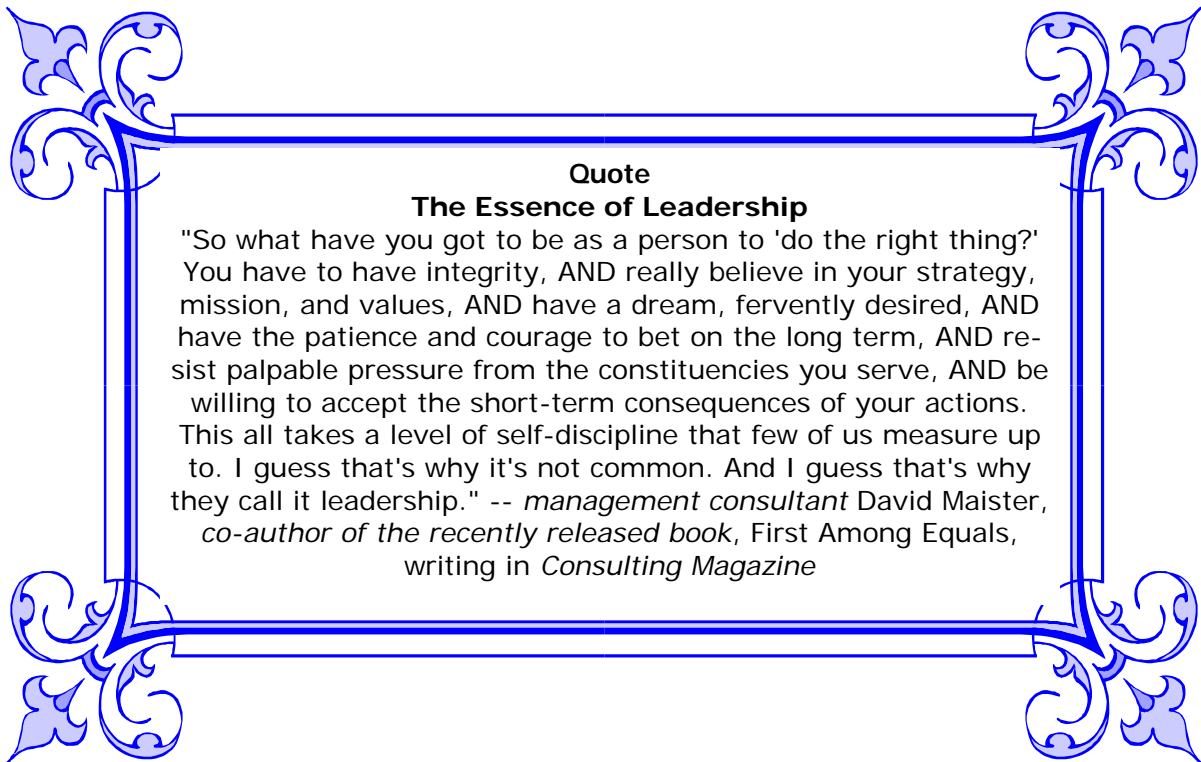 Quote
The Essence of Leadership
"So what have you got to be as a person to 'do the right thing?'
You have to have integrity, AND really believe in your strategy,
mission, and values, AND have a dream, fervently desired, AND
have the patience and courage to bet on the long term, AND re-
sist palpable pressure from the constituencies you serve, AND be
willing to accept the short-term consequences of your actions.
This all takes a level of self-discipline that few of us measure up
to. I guess that's why it's not common. And I guess that's why
they call it leadership." -- management consultant David Maister,
co-author of the recently released book, First Among Equals,
writing in Consulting Magazine